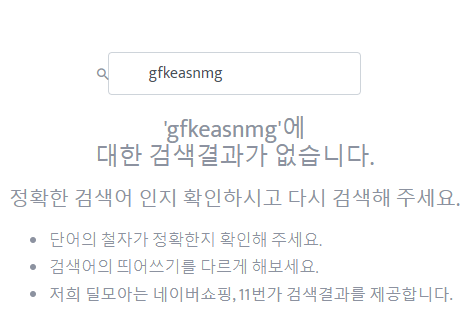 gfkeasnmg
'gfkeasnmg'에
대한 검색결과가 없습니다.
정확한 검색어 인지 확인하시고 다시 검색해 주세요.
단어의 철자가 정확한지 확인해 주세요.
검색어의 띄어쓰기를 다르게 해보세요.
저희 딜모아는 네이버쇼핑, 11번가 검색결과를 제공합니다.